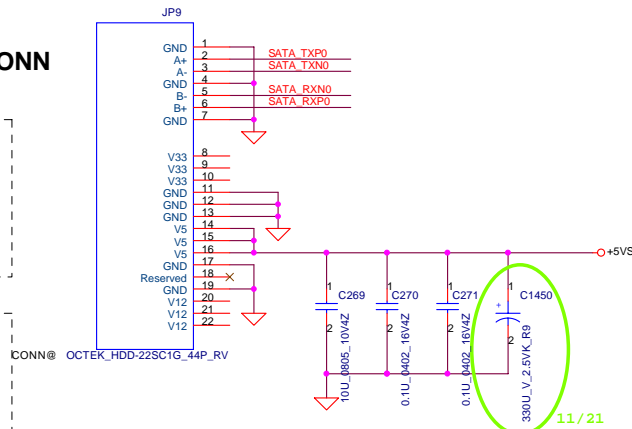 JP9
ONN
GND 1
A+ 2 SATA_TXP0
A- 3 SATA_TXN0
GND 4
B- 5 SATA_RXN0
B+ 6 SATA_RXP0
GND 7
V33 8
V33 9
V33 10
GND 11
GND 12
GND 13
V5 14
V5 15
V5 16
+5VS
GND 17
Reserved 18
GND 19
V12 20
V12 21
V12 22
1 C269 2 10U_0805_10V4Z
1 C270 2 0.1U_0402_16V4Z
1 C271 2 0.1U_0402_16V4Z
1 C1450 + 2 330U_V_2.5VK_R9
CONN@ OCTEK_HDD-22SC1G_44P_RV
11/21